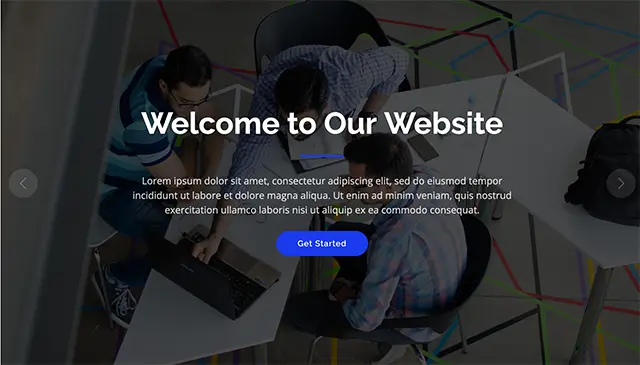 Welcome to Our Website
Lorem ipsum dolor sit amet, consectetur adipiscing elit, sed do eiusmod tempor
incididunt ut labore et dolore magna aliqua. Ut enim ad minim veniam, quis nostrud
exercitation ullamco laboris nisi ut aliquip ex ea commodo consequat.
Get Started